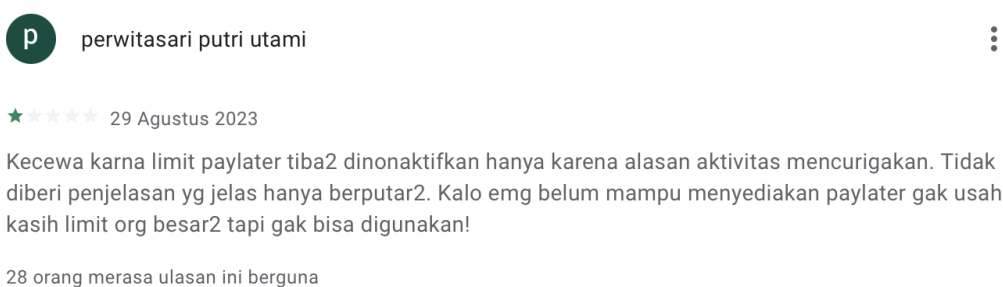 p
perwitasari putri utami
29 Agustus 2023
Kecewa karna limit paylater tiba2 dinonaktifkan hanya karena alasan aktivitas mencurigakan. Tidak
diberi penjelasan yg jelas hanya berputar2. Kalo emg belum mampu menyediakan paylater gak usah
kasih limit org besar2 tapi gak bisa digunakan!
28 orang merasa ulasan ini berguna